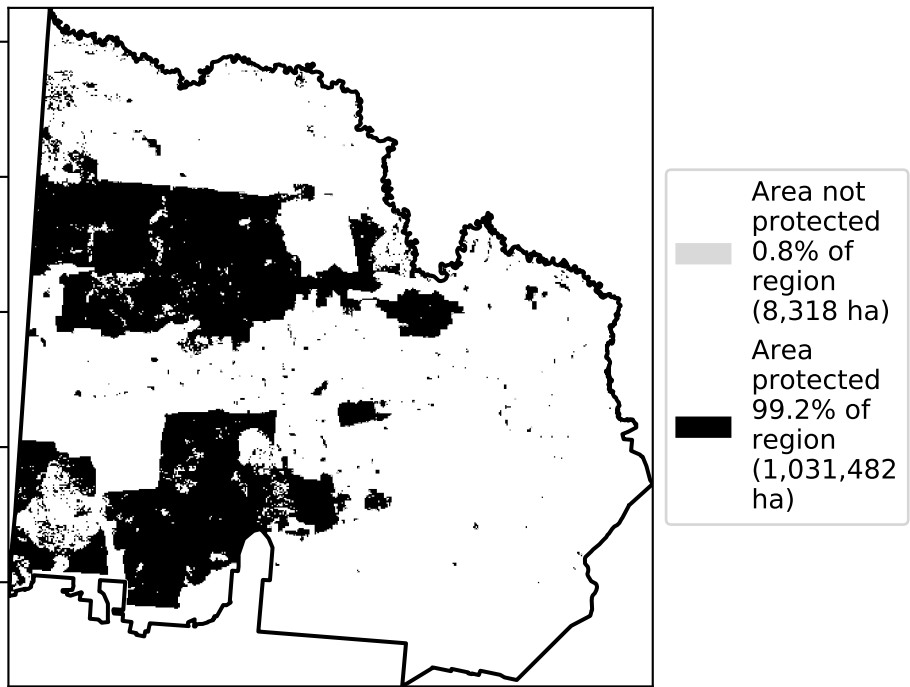 Area not
protected
0.8% of
region
(8,318 ha)
Area
protected
99.2% of
region
(1,031,482
ha)